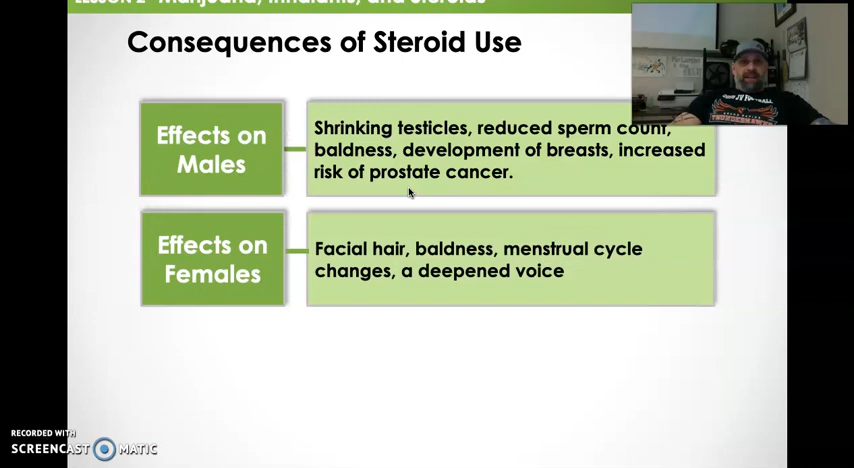 LESSON 2 Marijuana, Inhalants, and Steroids
Consequences of Steroid Use
Effects on
Males
Shrinking testicles, reduced sperm count,
baldness, development of breasts, increased
risk of prostate cancer.
Effects on
Females
Facial hair, baldness, menstrual cycle
changes, a deepened voice
THUNDERHAWKS
RECORDED WITH
SCREENCAST MATIC